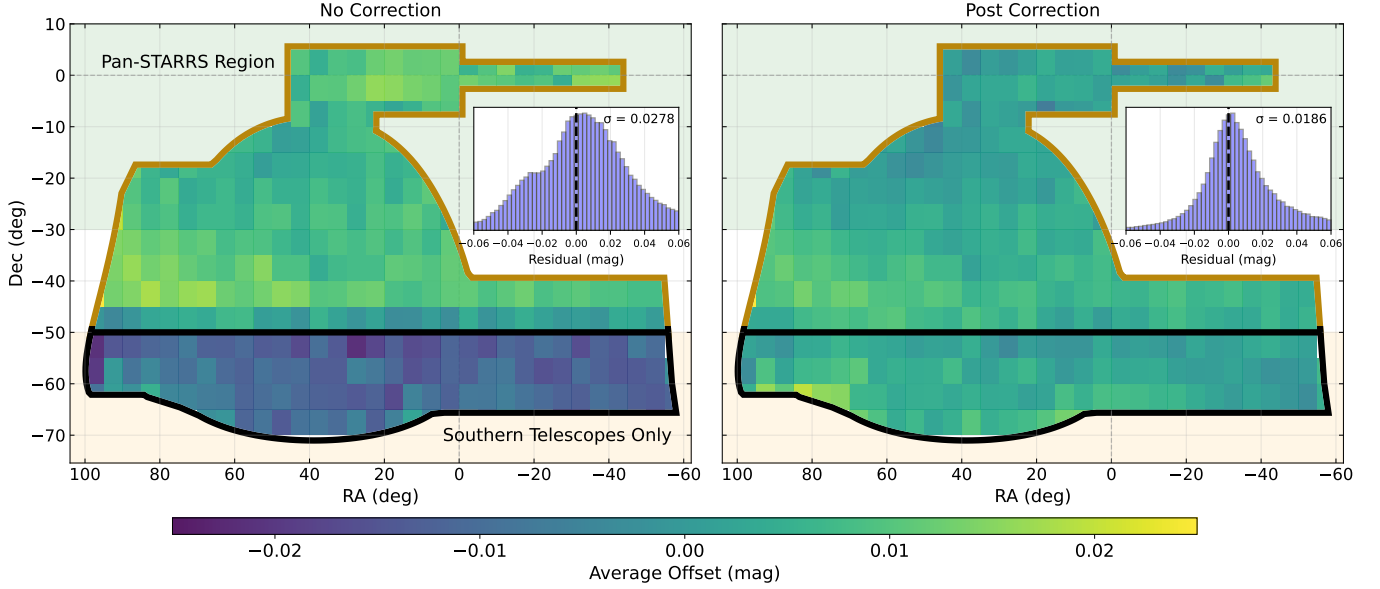 No Correction
Post Correction
10
0
−10
−20
−30
−40
−50
−60
−70
Dec (deg)
Pan-STARRS Region
σ = 0.0278
−0.06 −0.04 −0.02 0.00 0.02 0.04 0.06
Residual (mag)
Southern Telescopes Only
100 80 60 40 20 0 −20 −40 −60
RA (deg)
σ = 0.0186
−0.06 −0.04 −0.02 0.00 0.02 0.04 0.06
Residual (mag)
100 80 60 40 20 0 −20 −40 −60
RA (deg)
−0.02 −0.01 0.00 0.01 0.02
Average Offset (mag)